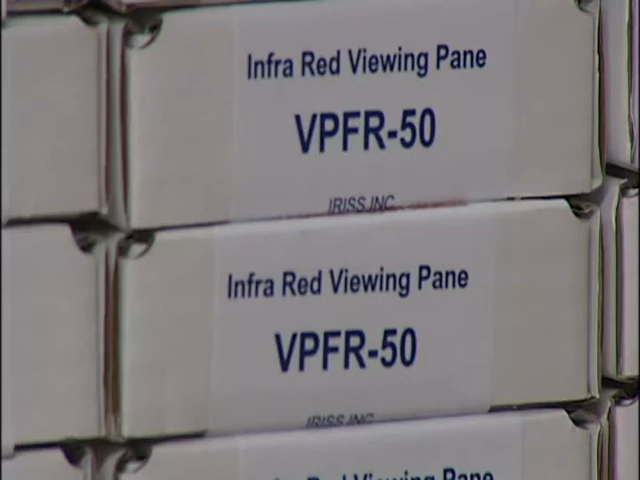 Infra Red Viewing Pane
VPFR-50
IRISS INC
Infra Red Viewing Pane
VPFR-50
IRISS INC
Infra Red Viewing Pane